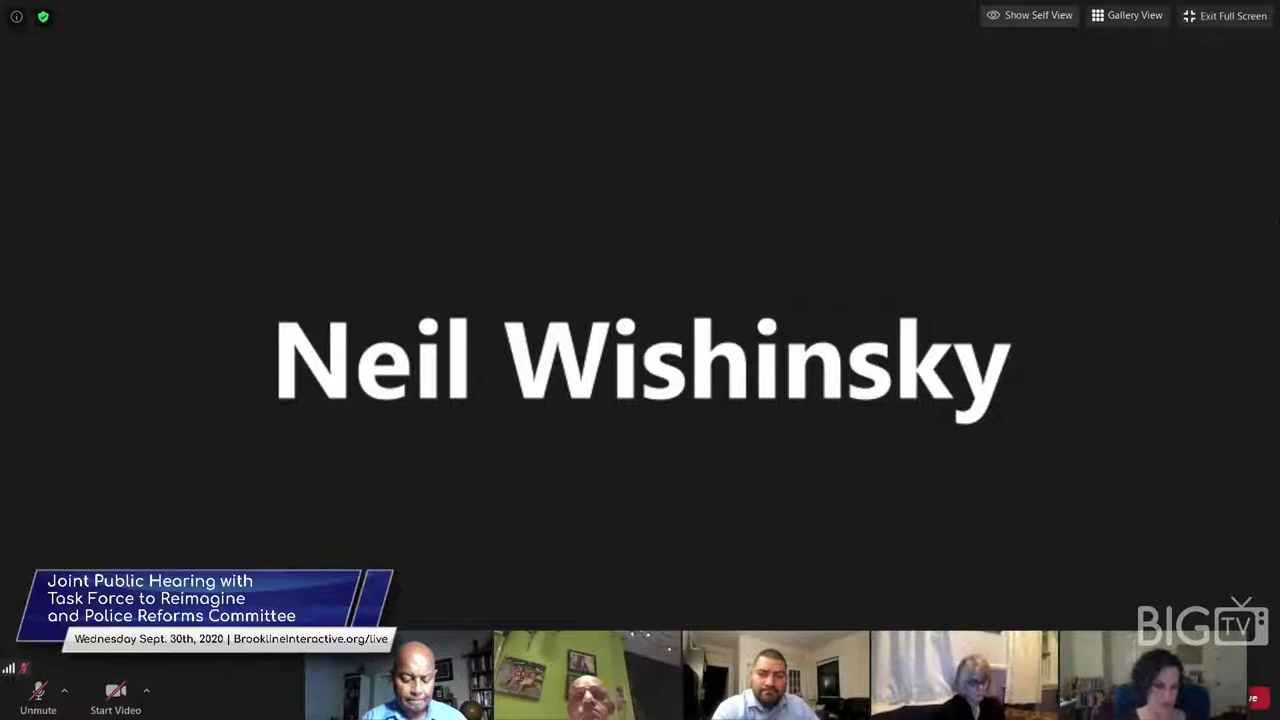 Show Self View
Gallery View
Exit Full Screen
Neil Wishinsky
Joint Public Hearing with
Task Force to Reimagine
and Police Reforms Committee
Wednesday Sept. 30th, 2020 | BrooklineInteractive.org/live
BIG TV
Unmute
Start Video